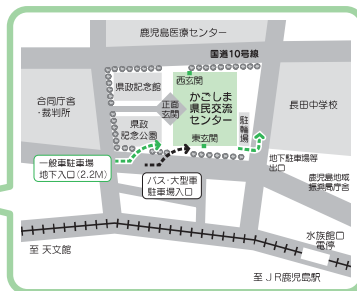 鹿児島医療センター
国道10号線
県政記念館
西玄関
かごしま
県民交流
センター
正面
玄関
合同庁舎
・裁判所
長田中学校
県政
記念公園
駐輪場
東玄関
一般車駐車場
地下入口(2.2M)
バス・大型車
駐車場入口
地下駐車場等
出口
鹿児島地域
振興局庁舎
水族館口
電停
至 天文館
至 JR鹿児島駅